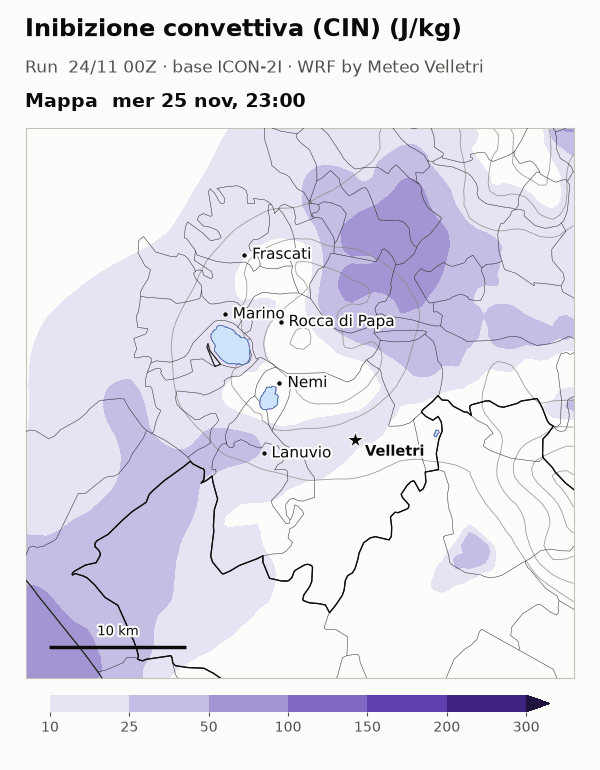 Inibizione convettiva (CIN) (J/kg)
Run  24/11 00Z · base ICON-2I · WRF by Meteo Velletri
Mappa  mer 25 nov, 23:00
Frascati
Marino
Rocca di Papa
Nemi
Velletri
Lanuvio
10 km
10 25 50 100 150 200 300